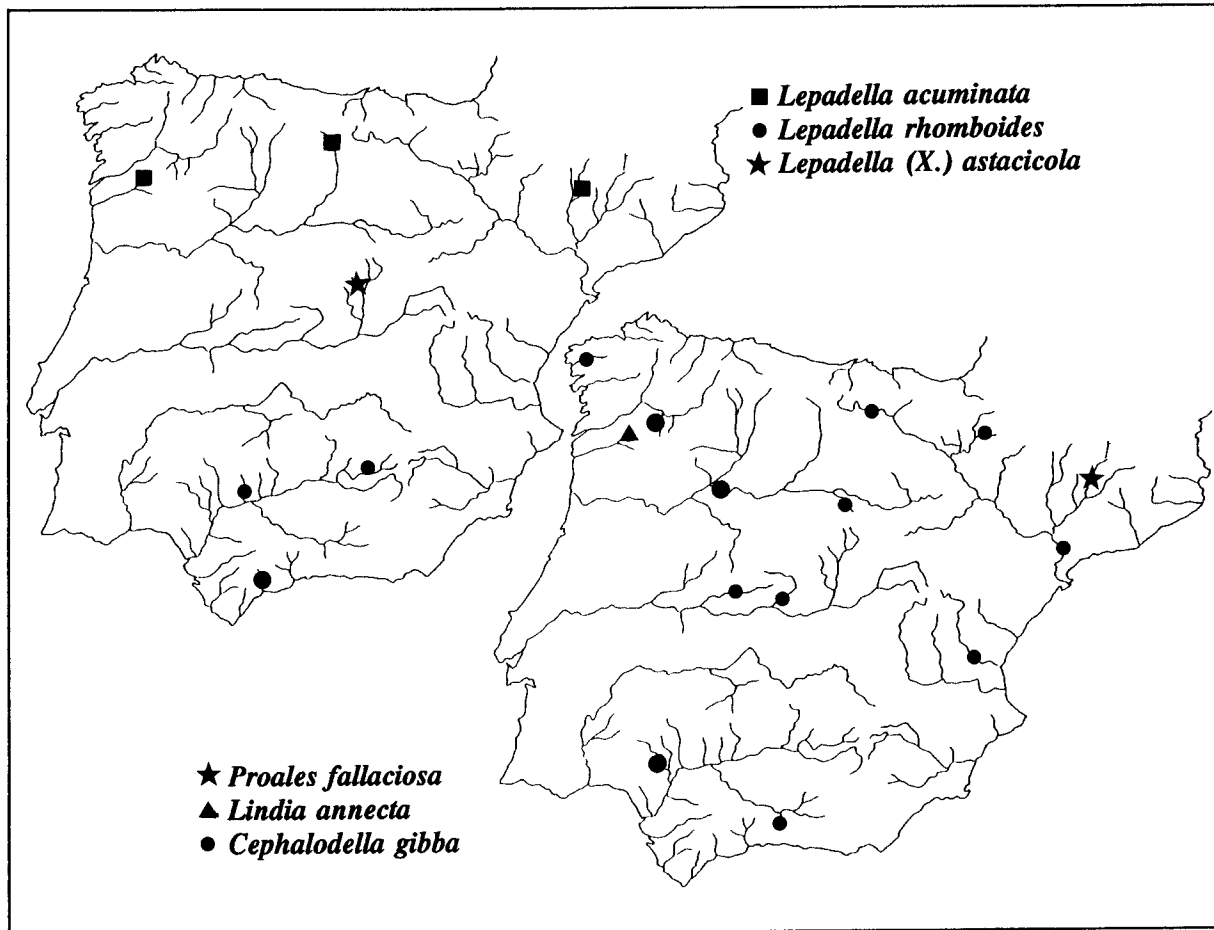 Lepadella acuminata
Lepadella rhomboides
Lepadella (X.) astacicola
Proales fallaciosa
Lindia annecta
Cephalodella gibba